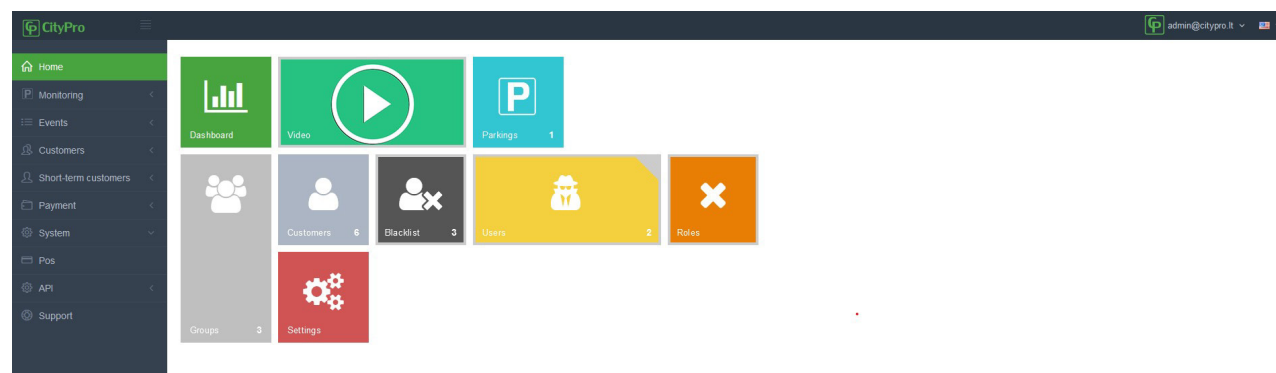 CityPro
admin@citypro.lt
Home
Monitoring
Events
Customers
Short-term customers
Payment
System
Pos
API
Support
Dashboard
Video
P
Parkings 1
Groups 3
Customers 6
Blacklist 3
Users 2
Roles
Settings